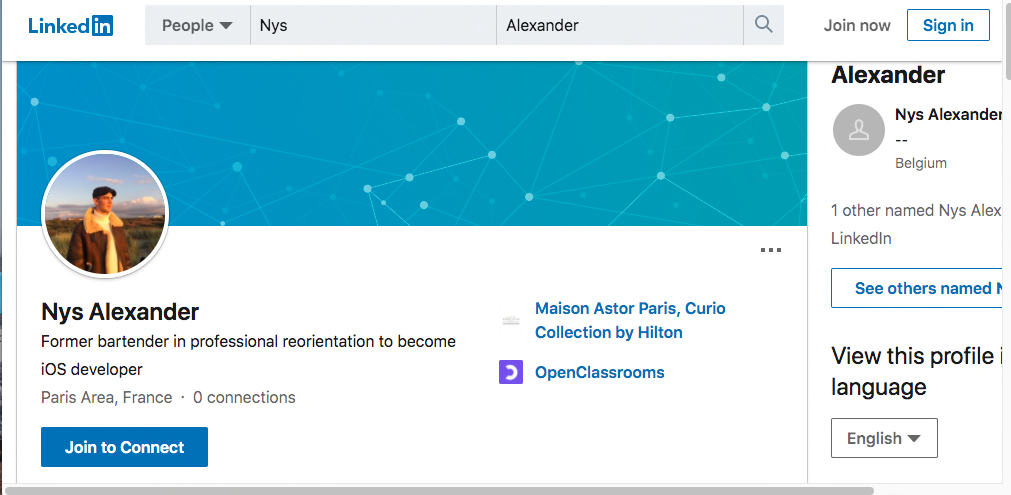 LinkedIn People Nys Alexander Join now Sign in
Alexander
Nys Alexander
--
Belgium
1 other named Nys Alex
LinkedIn
See others named
Nys Alexander
Former bartender in professional reorientation to become
iOS developer
Paris Area, France · 0 connections
Join to Connect
Maison Astor Paris, Curio
Collection by Hilton
OpenClassrooms
View this profile i
language
English